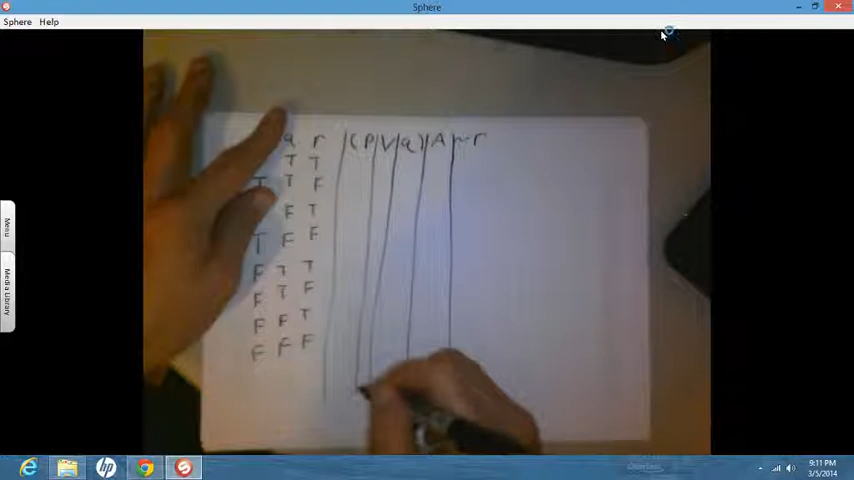 Sphere
Sphere Help
q r ( P V q ) Λ ~ r
T T
T T F
F T
T F F
F T T
F T F
F F T
F F F
Menu
Media Library
9:11 PM
3/5/2014